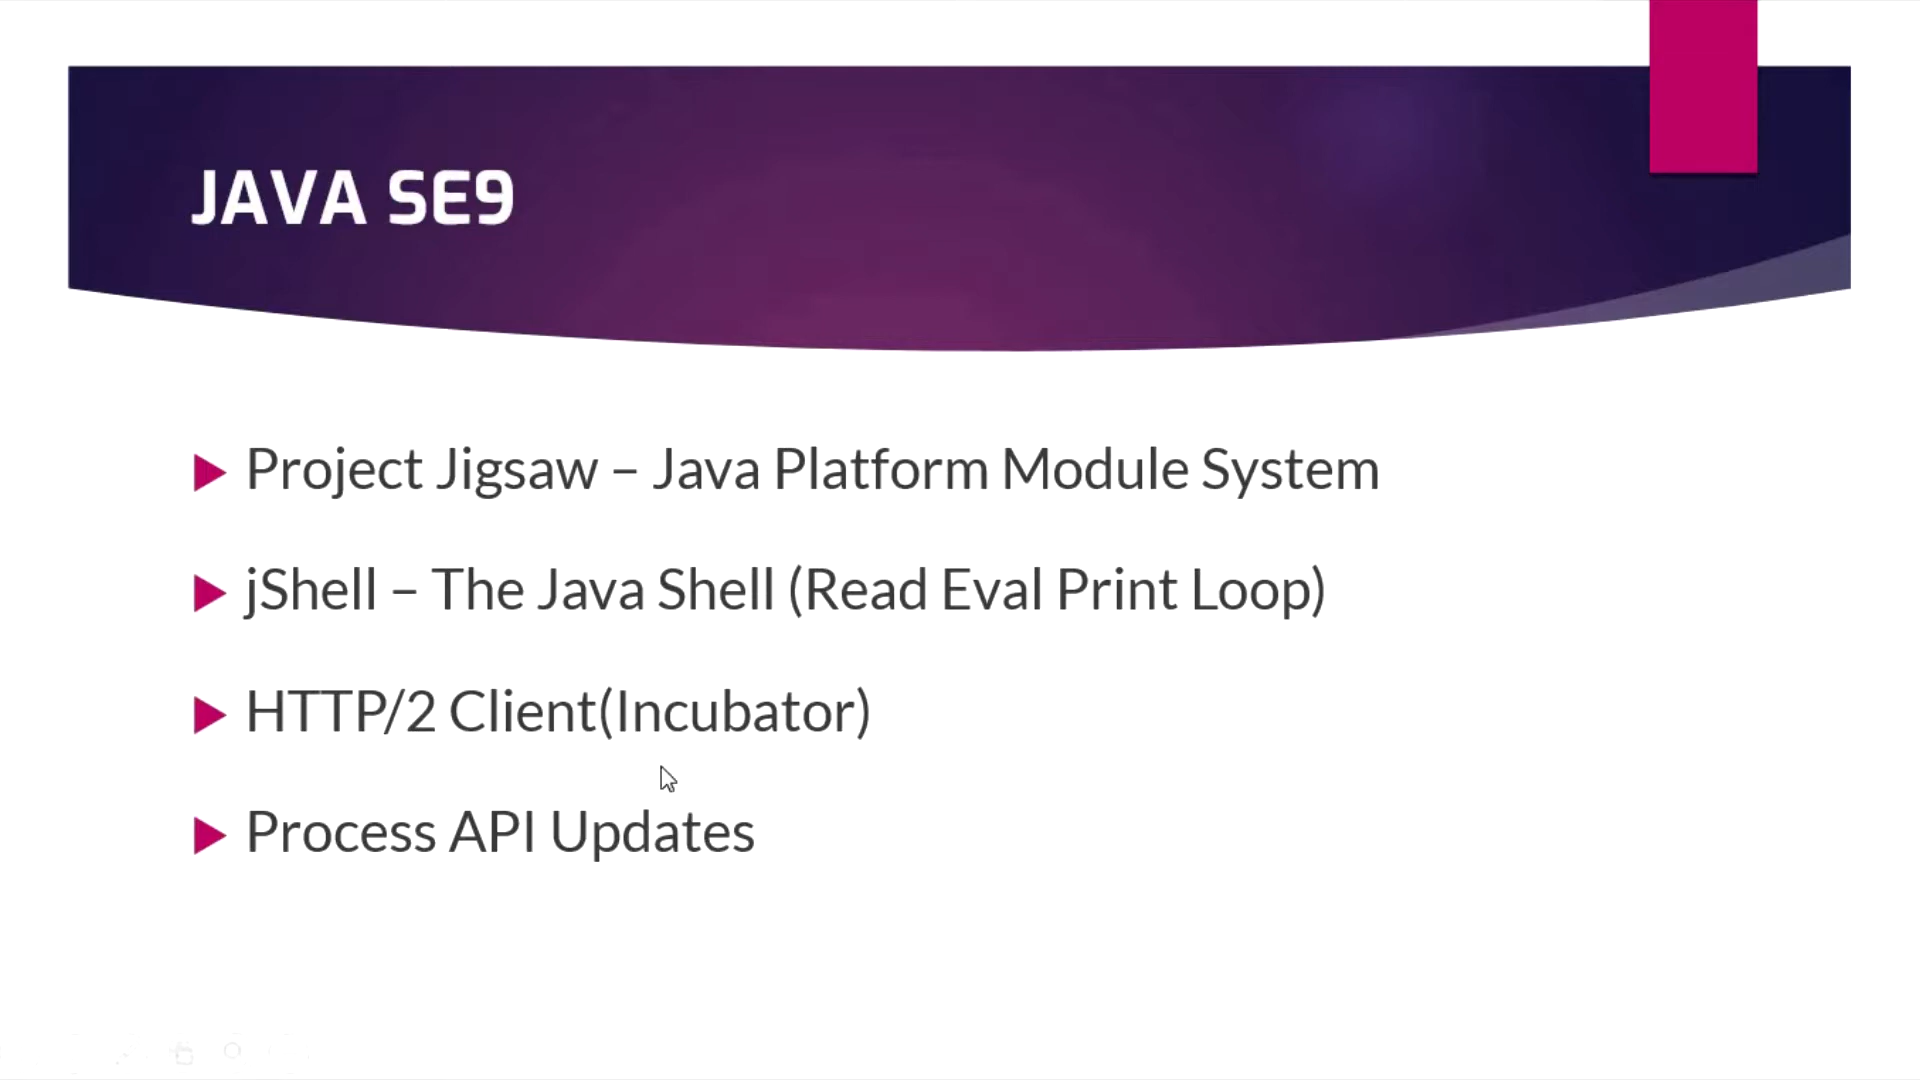 JAVA SE9
Project Jigsaw – Java Platform Module System
jShell – The Java Shell (Read Eval Print Loop)
HTTP/2 Client(Incubator)
Process API Updates